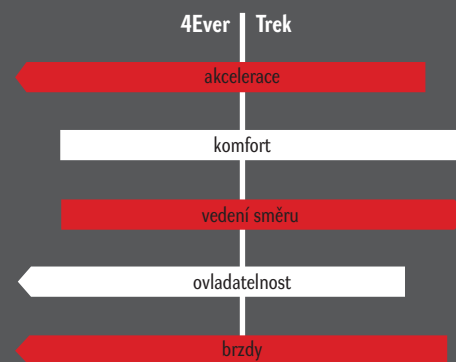 4Ever Trek
akcelerace
komfort
vedení směru
ovladatelnost
brzdy